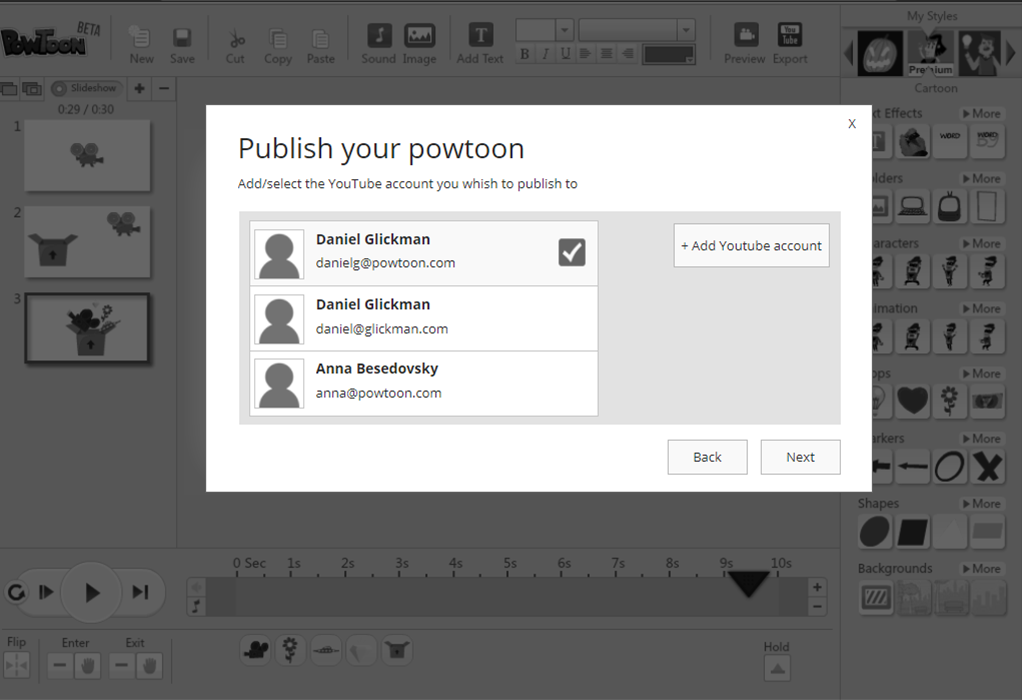 POWTOON BETA
New Save Cut Copy Paste Sound Image T Add Text B I U Preview You Tube Export
My Styles
Premium
Cartoon
Slideshow
0:29 / 0:30
1
2
3
xt Effects More
T WORD WORD
olders More
aracters More
imation More
ops More
arkers More
Shapes More
Backgrounds More
X
Publish your powtoon
Add/select the YouTube account you whish to publish to
Daniel Glickman
danielg@powtoon.com
+ Add Youtube account
Daniel Glickman
daniel@glickman.com
Anna Besedovsky
anna@powtoon.com
Back Next
0 Sec 1s 2s 3s 4s 5s 6s 7s 8s 9s 10s
Flip Enter Exit Hold